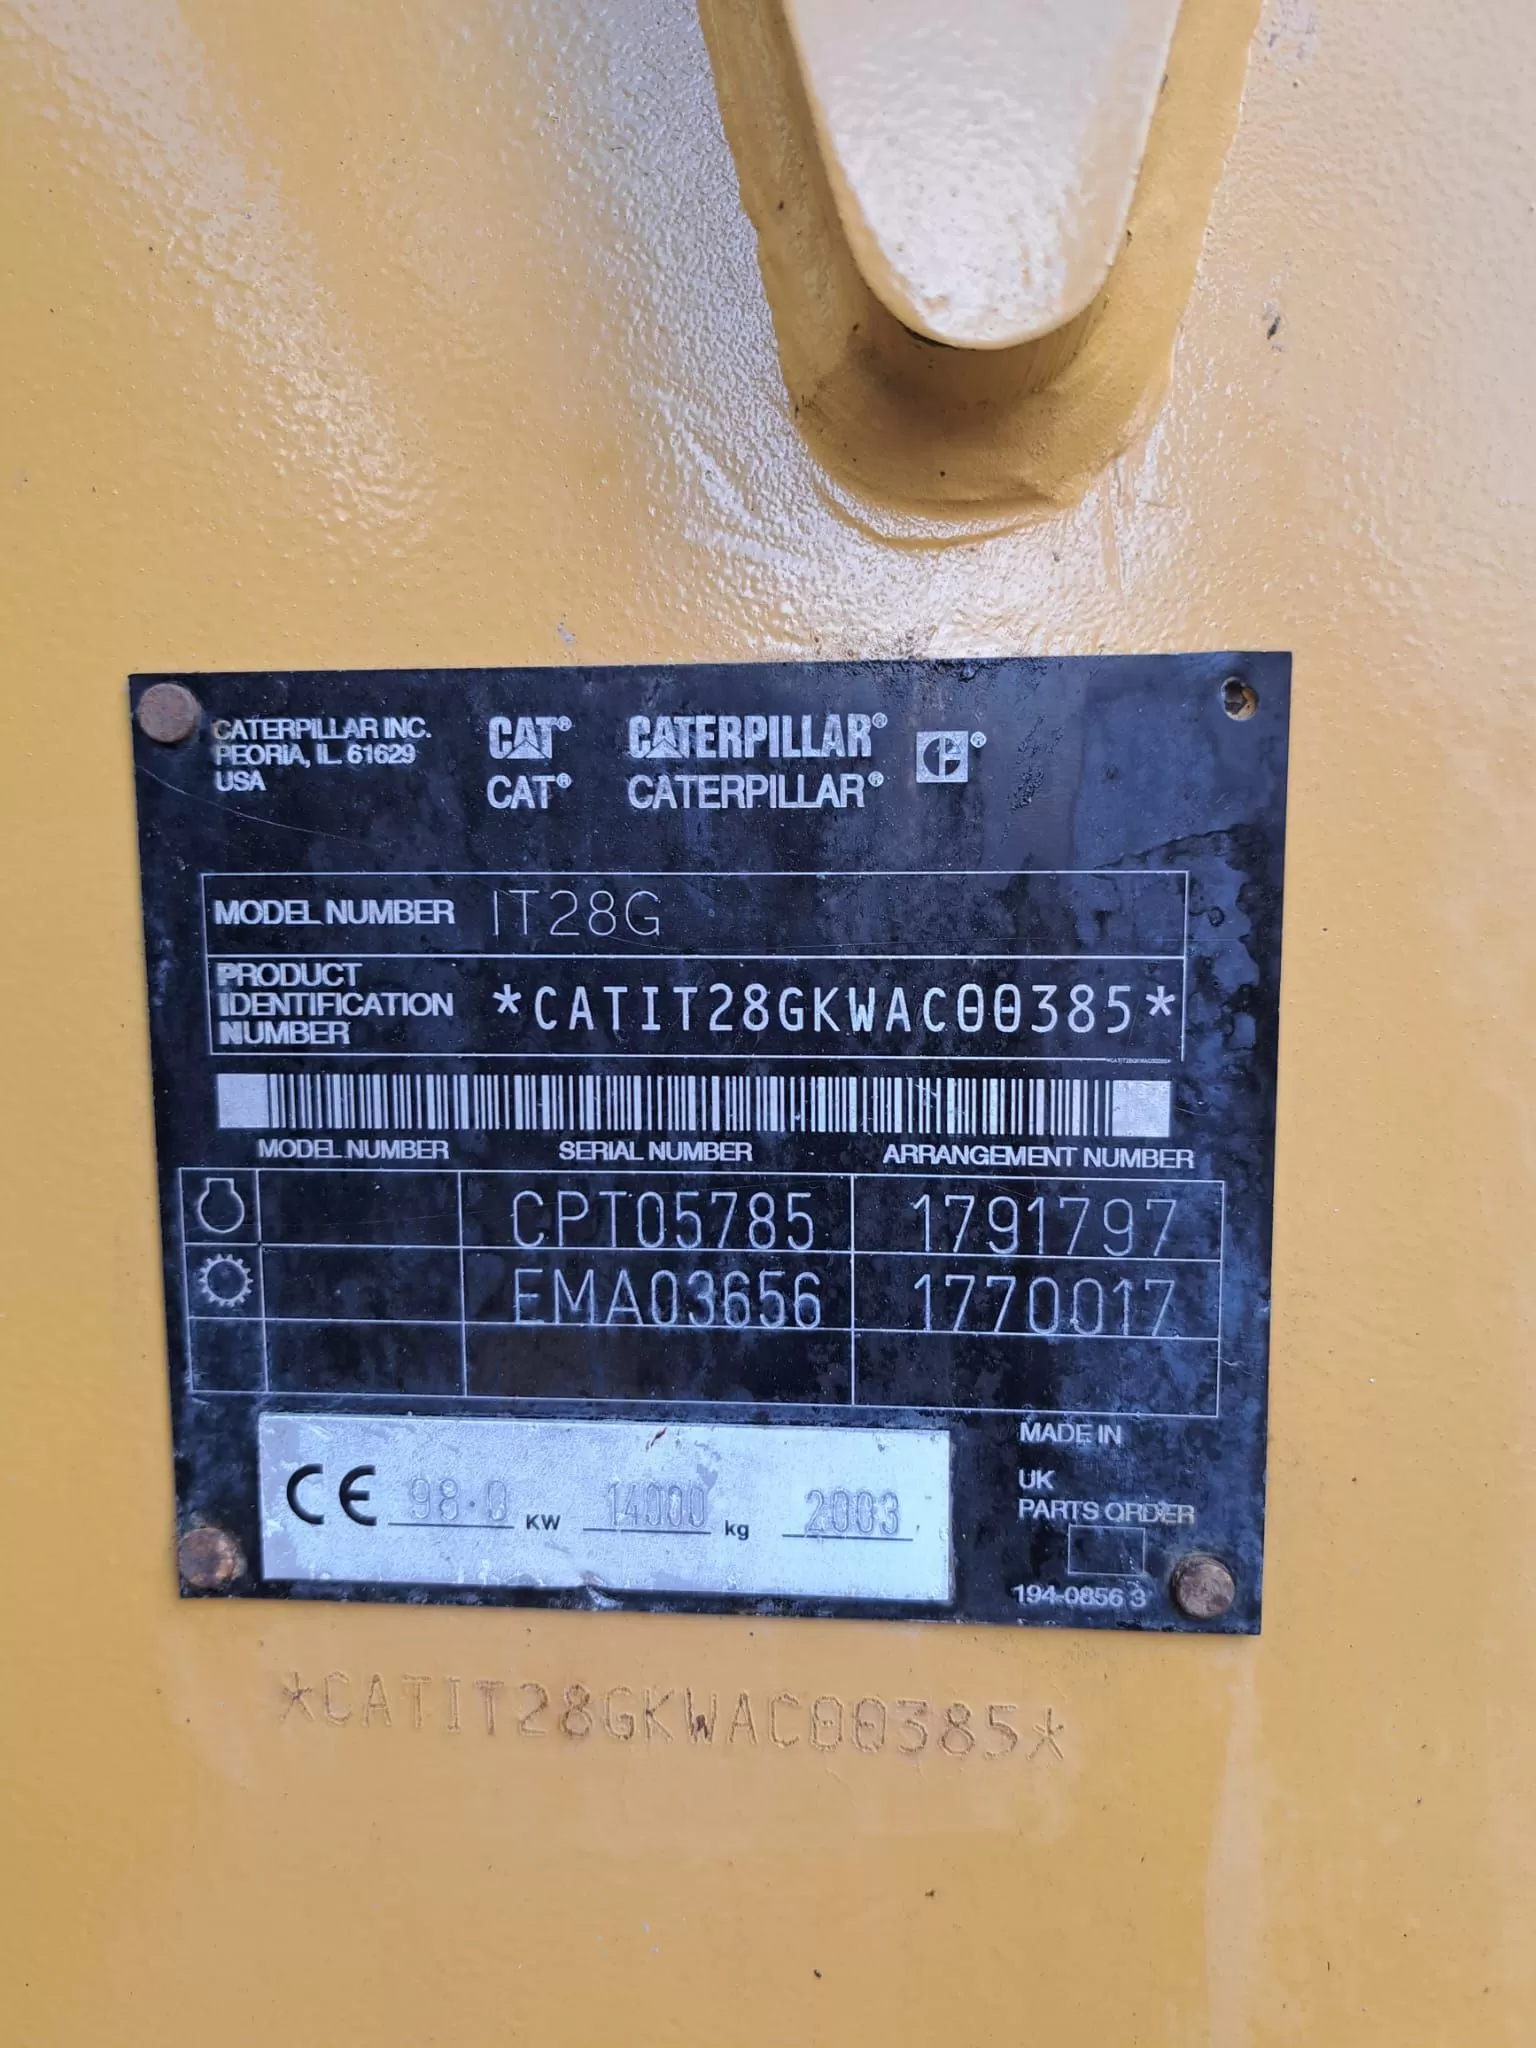 CATERPILLAR INC.
PEORIA, IL. 61629
USA
CAT® CATERPILLAR® ®
CAT® CATERPILLAR®
MODEL NUMBER IT28G
PRODUCT
IDENTIFICATION
NUMBER
*CATIT28GKWAC00385*
MODEL NUMBER SERIAL NUMBER ARRANGEMENT NUMBER
CPT05785 1791797
EMA03656 1770017
CE 98.0 KW 14000 kg 2003
MADE IN
UK
PARTS ORDER
194-0856 3
*CATIT28GKWAC00385*